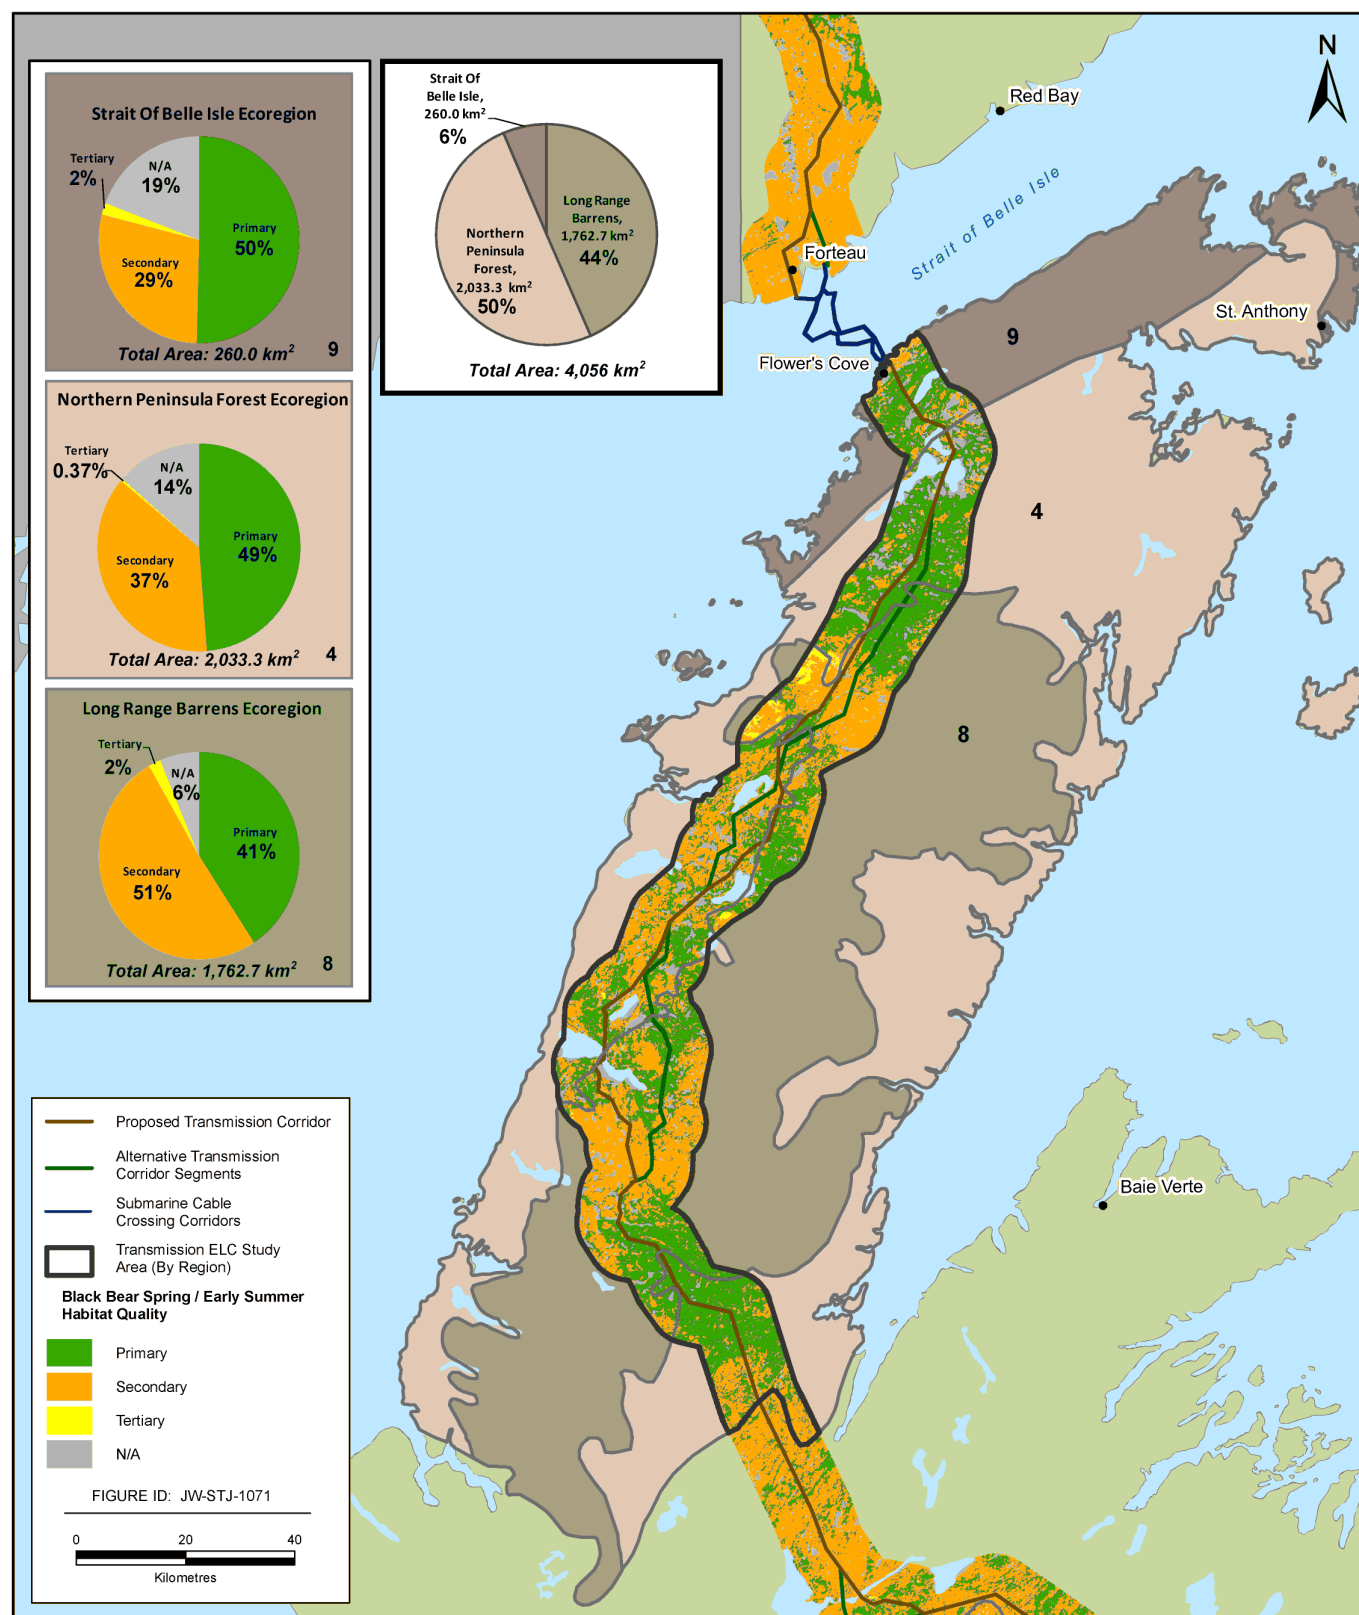 Strait Of Belle Isle Ecoregion
Tertiary
2%
N/A
19%
Primary
50%
Secondary
29%
Total Area: 260.0 km²
9
Northern Peninsula Forest Ecoregion
Tertiary
0.37%
N/A
14%
Primary
49%
Secondary
37%
Total Area: 2,033.3 km²
4
Long Range Barrens Ecoregion
Tertiary
2%
N/A
6%
Primary
41%
Secondary
51%
Total Area: 1,762.7 km²
8
Strait Of
Belle Isle,
260.0 km²
6%
Long Range
Barrens,
1,762.7 km²
44%
Northern
Peninsula
Forest,
2,033.3 km²
50%
Total Area: 4,056 km²
N
Red Bay
Strait of Belle Isle
Forteau
St. Anthony
9
Flower's Cove
4
8
Baie Verte
Proposed Transmission Corridor
Alternative Transmission
Corridor Segments
Submarine Cable
Crossing Corridors
Transmission ELC Study
Area (By Region)
Black Bear Spring / Early Summer
Habitat Quality
Primary
Secondary
Tertiary
N/A
FIGURE ID: JW-STJ-1071
0 20 40
Kilometres